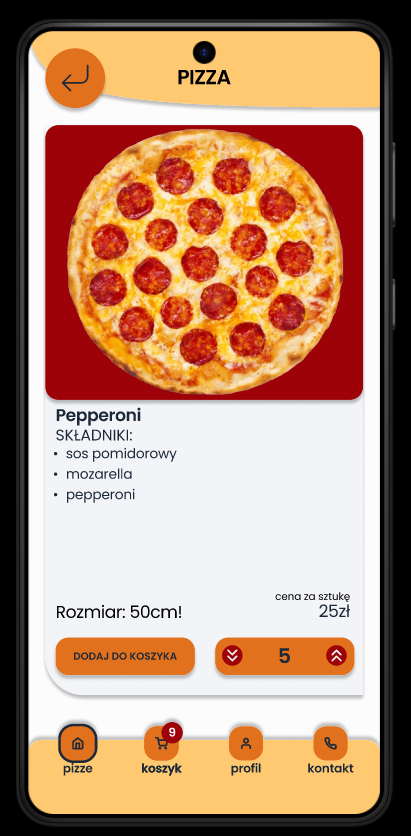 PIZZA
Pepperoni
SKŁADNIKI:
• sos pomidorowy
• mozarella
• pepperoni
cena za sztukę
Rozmiar: 50cm! 25zł
DODAJ DO KOSZYKA 5
9
pizze koszyk profil kontakt